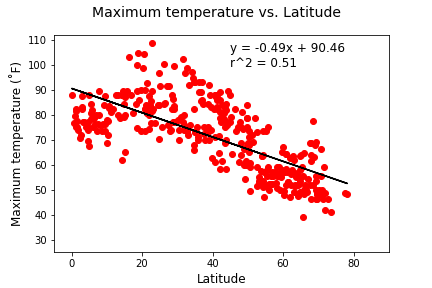 Maximum temperature vs. Latitude
y = -0.49x + 90.46
r^2 = 0.51
Maximum temperature (˚F)
110
100
90
80
70
60
50
40
30
0
20
40
60
80
Latitude